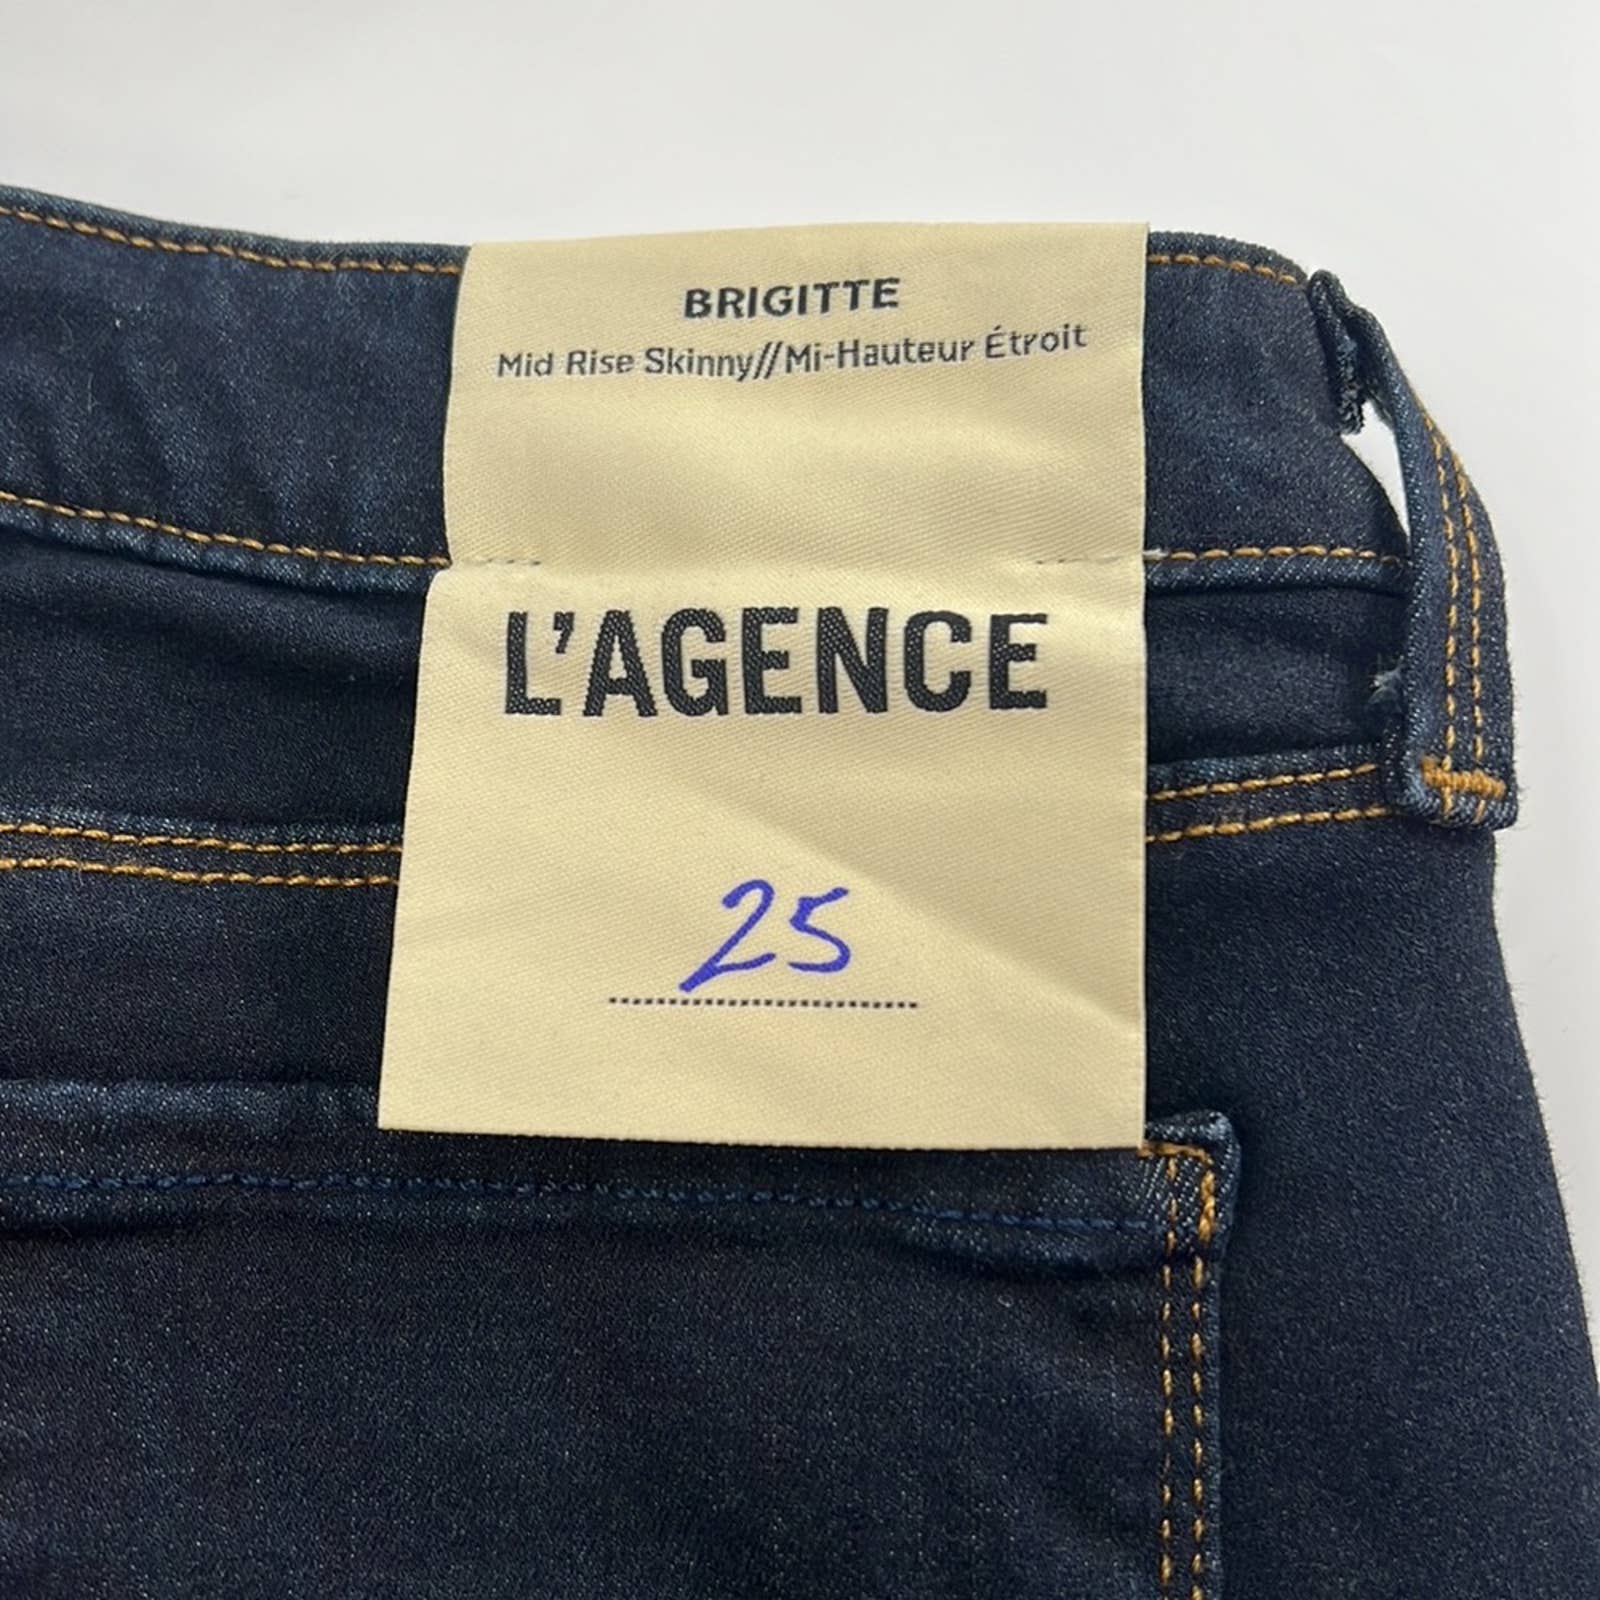 BRIGITTE
Mid Rise Skinny//Mi-Hauteur Étroit
L'AGENCE
25